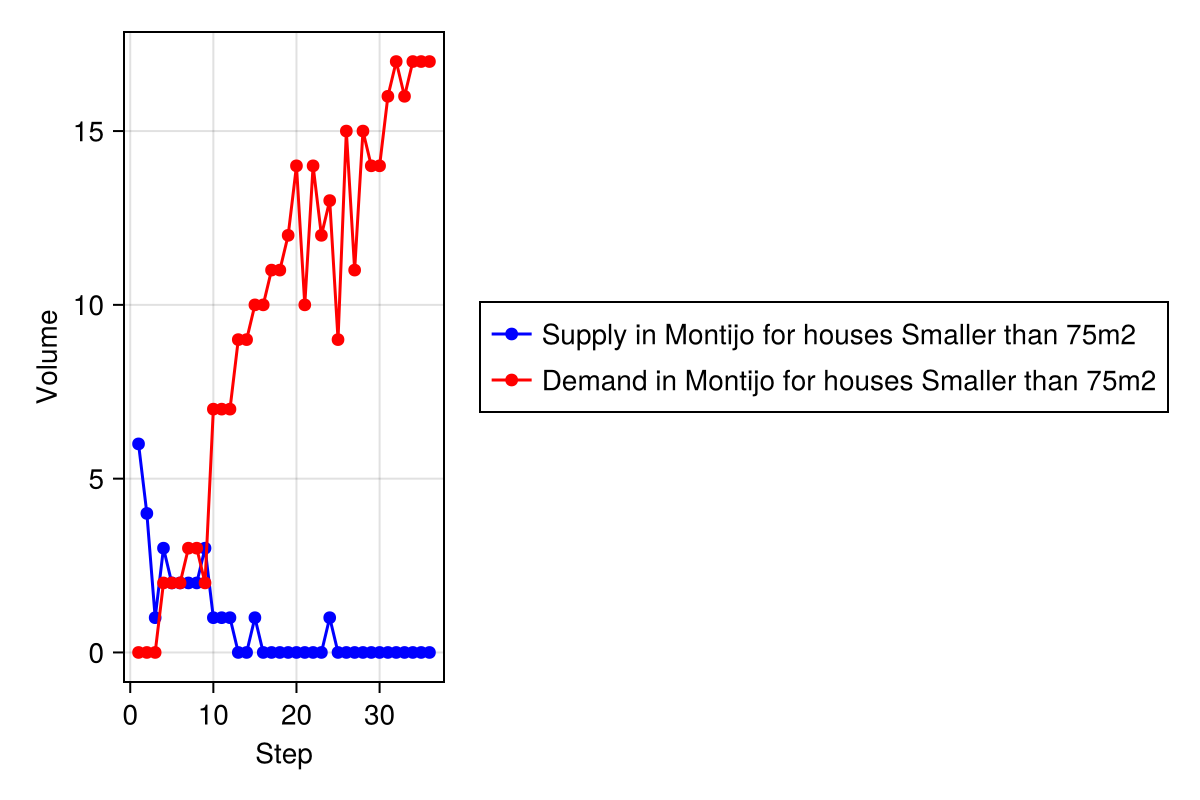 15
10
5
0
Volume
0 10 20 30
Step
Supply in Montijo for houses Smaller than 75m2
Demand in Montijo for houses Smaller than 75m2